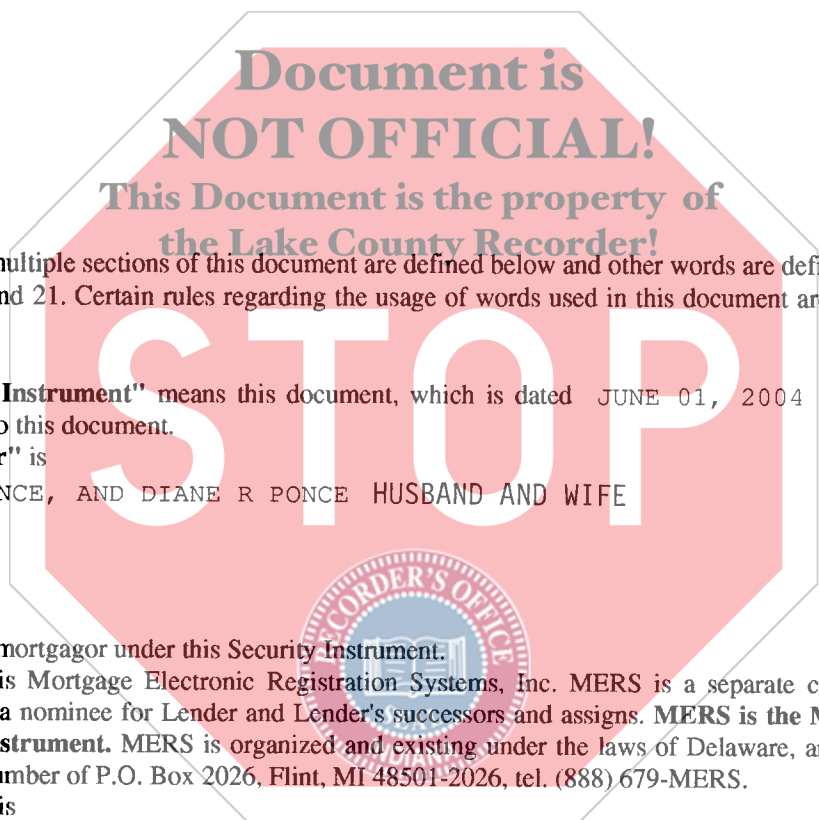 Document is
NOT OFFICIAL!
This Document is the property of
the Lake County Recorder!
multiple sections of this document are defined below and other words are defi
nd 21. Certain rules regarding the usage of words used in this document ar
STOP
Instrument" means this document, which is dated JUNE 01, 2004
o this document.
r" is
NCE, AND DIANE R PONCE HUSBAND AND WIFE
RECORDER'S OFFICE
mortgagor under this Security Instrument.
is Mortgage Electronic Registration Systems, Inc. MERS is a separate c
a nominee for Lender and Lender's successors and assigns. MERS is the M
strument. MERS is organized and existing under the laws of Delaware, a
mber of P.O. Box 2026, Flint, MI 48501-2026, tel. (888) 679-MERS.
is